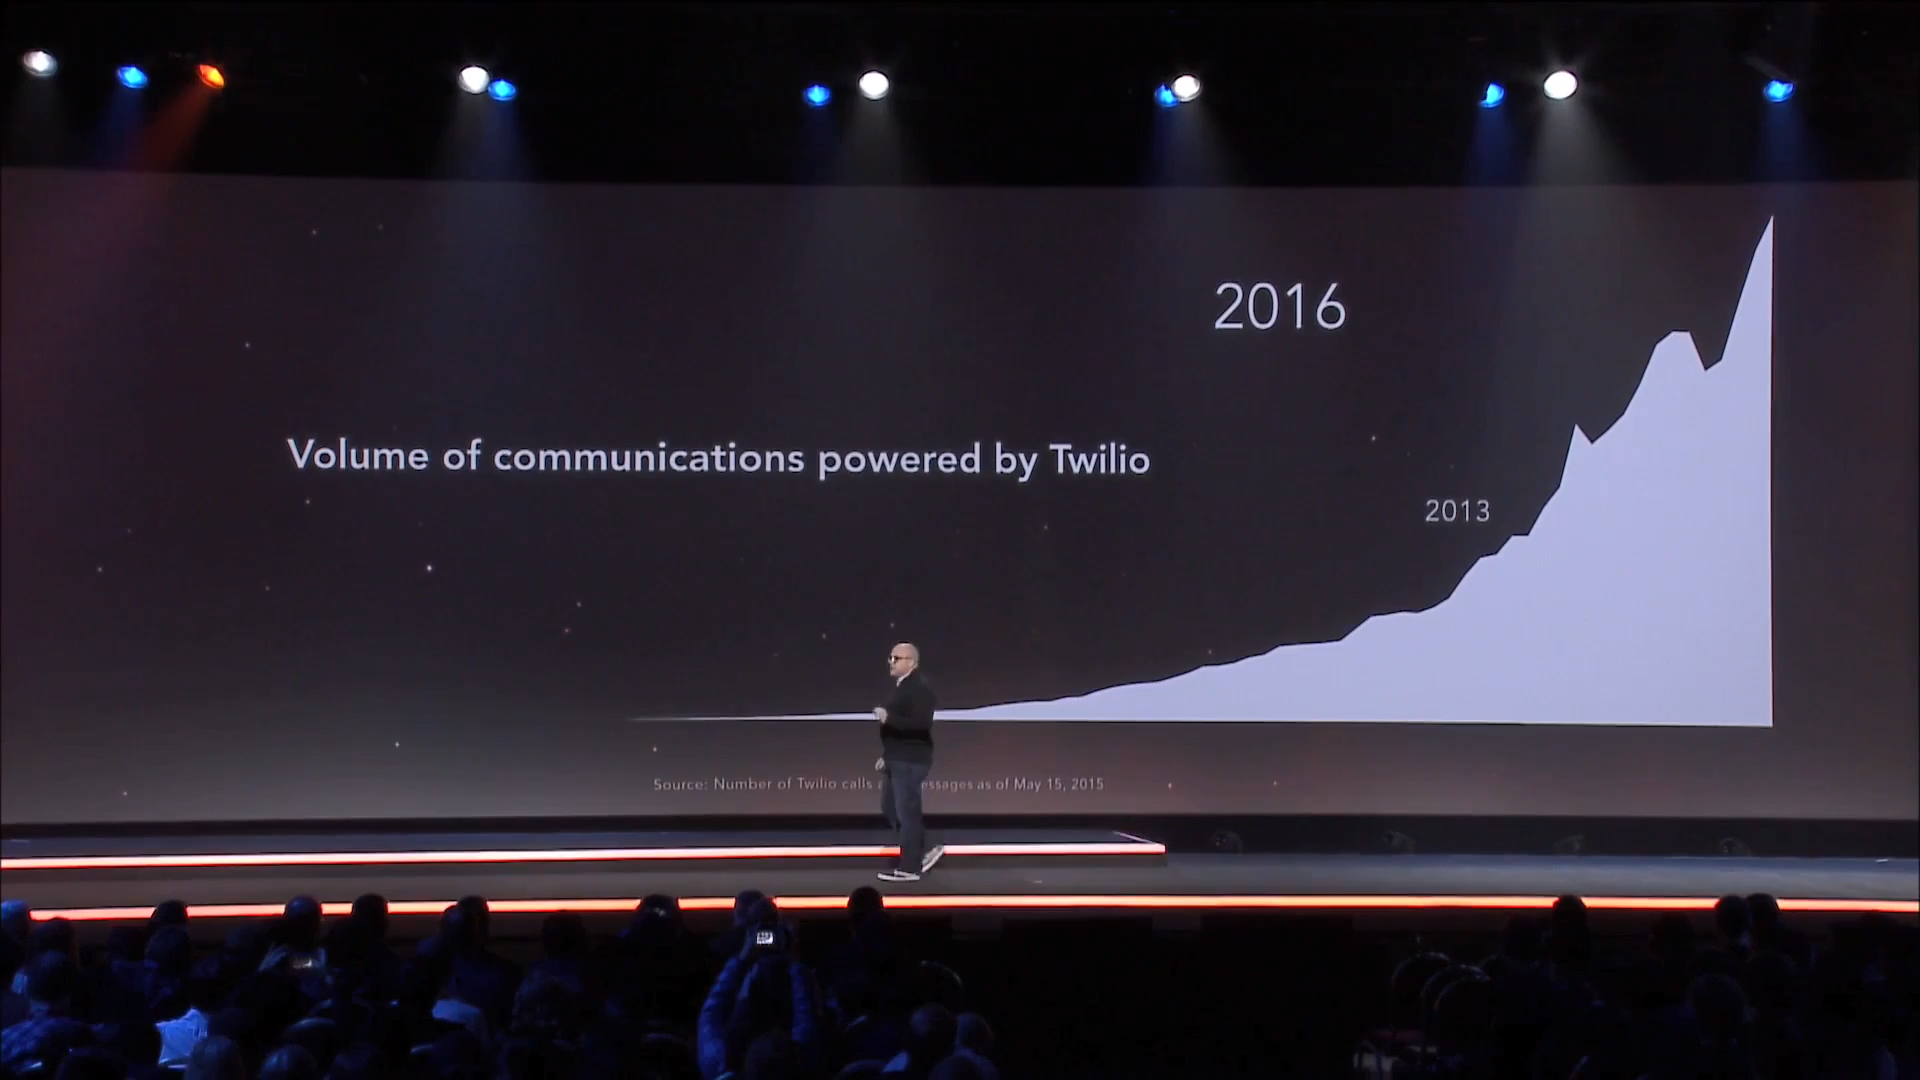 2016
Volume of communications powered by Twilio
2013
Source: Number of Twilio calls essages as of May 15, 2015